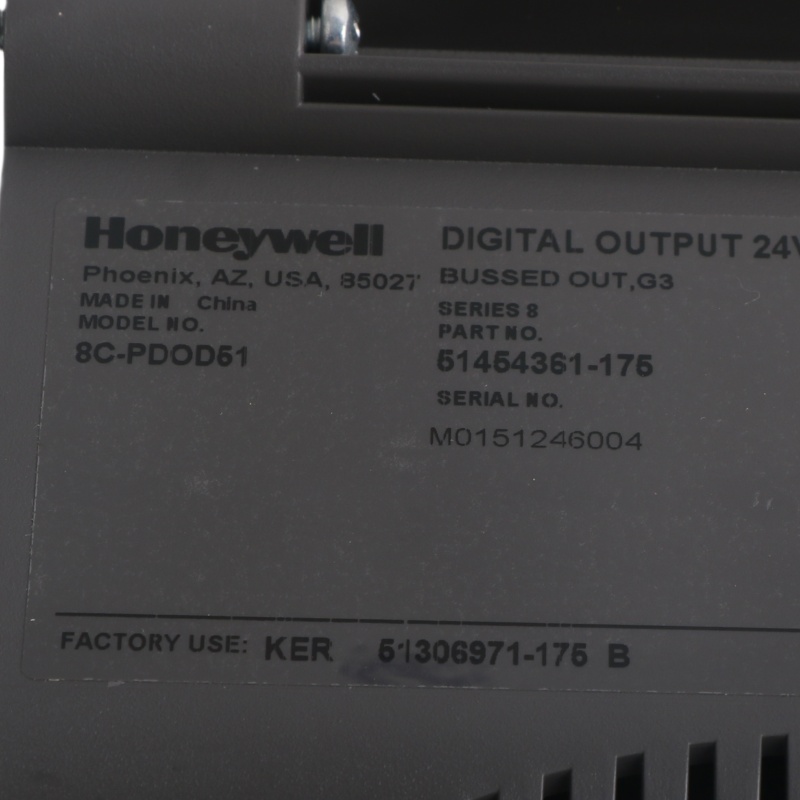 Honeywell
Phoenix, AZ, USA, 85027
MADE IN China
MODEL NO.
8C-PDOD51
DIGITAL OUTPUT 24V
BUSSED OUT,G3
SERIES 8
PART NO.
51454361-175
SERIAL NO.
M0151246004
FACTORY USE: KER 51306971-175 B